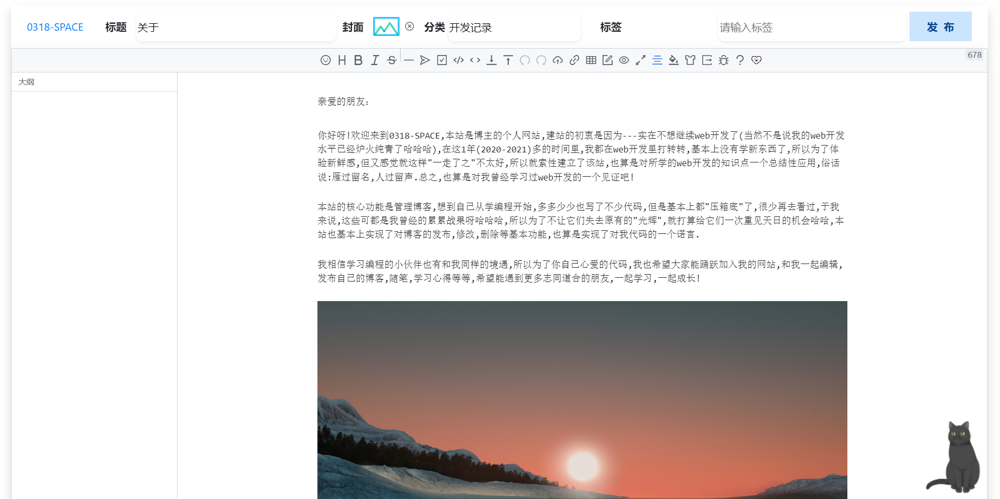 0318-SPACE 标题 关于 封面 分类 开发记录 标签 请输入标签 发 布
678
大纲
亲爱的朋友:
你好呀!欢迎来到0318-SPACE,本站是博主的个人网站,建站的初衷是因为---实在不想继续web开发了(当然不是说我的web开发
水平已经炉火纯青了哈哈哈),在这1年(2020-2021)多的时间里,我都在web开发里打转转,基本上没有学新东西了,所以为了体
验新鲜感,但又感觉就这样"一走了之"不太好,所以就索性建立了该站,也算是对所学的web开发的知识点一个总结性应用,俗话
说:雁过留名,人过留声.总之,也算是对我曾经学习过web开发的一个见证吧!
本站的核心功能是管理博客,想到自己从学编程开始,多多少少也写了不少代码,但是基本上都"压箱底"了,很少再去看过,于我
来说,这些可都是我曾经的累累战果呀哈哈哈,所以为了不让它们失去原有的"光辉",就打算给它们一次重见天日的机会哈哈,本
站也基本上实现了对博客的发布,修改,删除等基本功能,也算是实现了对我代码的一个诺言.
我相信学习编程的小伙伴也有和我同样的境遇,所以为了你自己心爱的代码,我也希望大家能踊跃加入我的网站,和我一起编辑,
发布自己的博客,随笔,学习心得等等,希望能遇到更多志同道合的朋友,一起学习,一起成长!